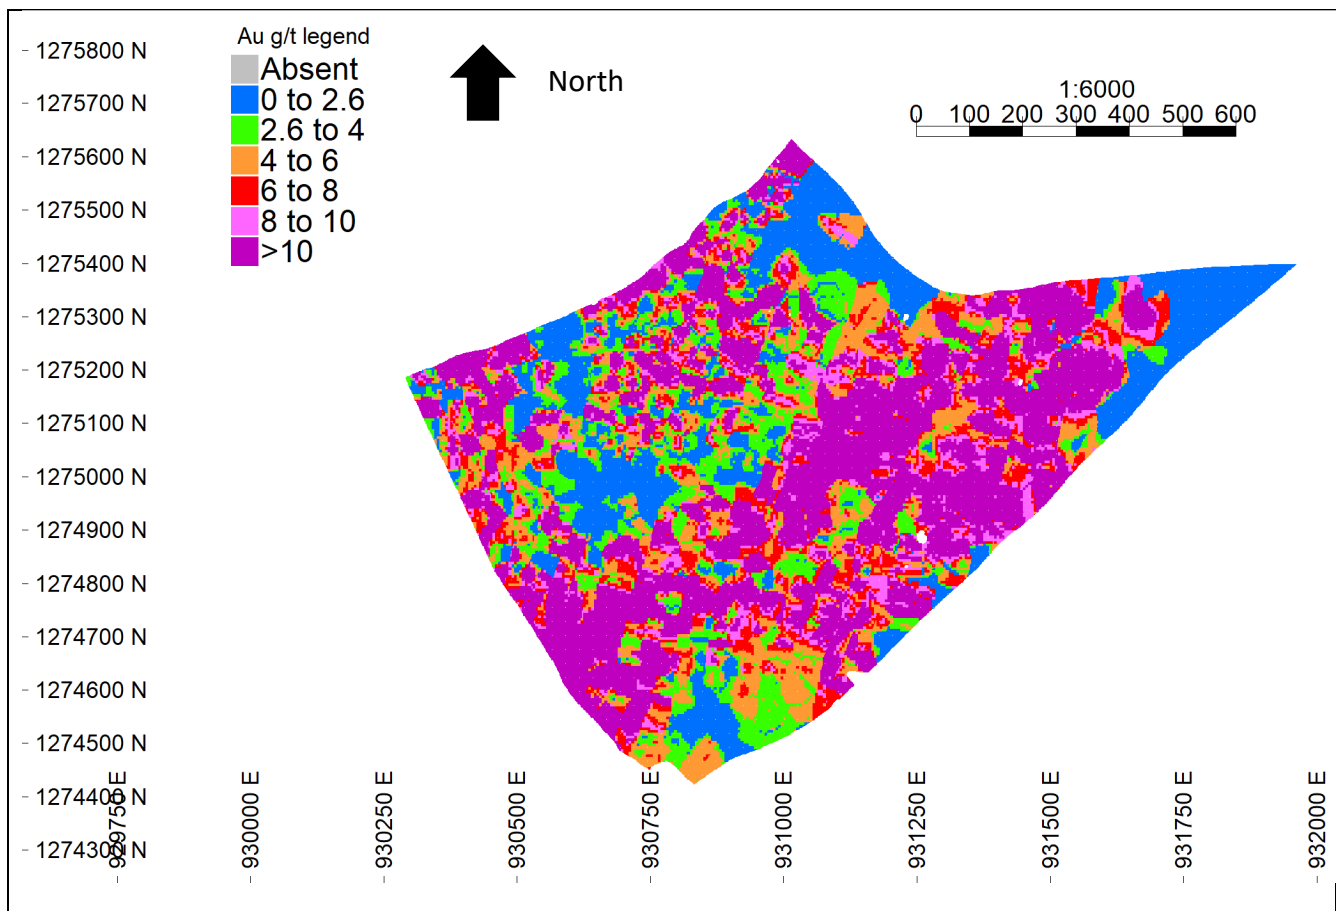 Au g/t legend
Absent
0 to 2.6
2.6 to 4
4 to 6
6 to 8
8 to 10
>10
North
1:6000
0 100 200 300 400 500 600
1275800 N
1275700 N
1275600 N
1275500 N
1275400 N
1275300 N
1275200 N
1275100 N
1275000 N
1274900 N
1274800 N
1274700 N
1274600 N
1274500 N
1274400 N
1274300 N
929750 E
930000 E
930250 E
930500 E
930750 E
931000 E
931250 E
931500 E
931750 E
932000 E